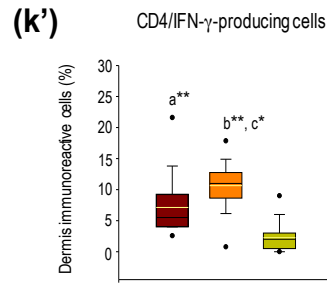 (k’) CD4/IFN-γ-producing cells
Dermis immunoreactive cells (%)
30
25
20
15
10
5
0
a**
b**, c*